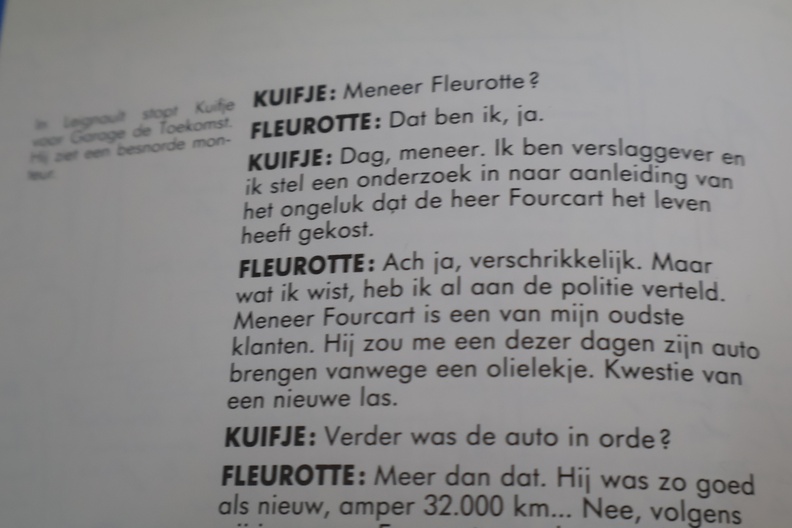 In Leignault stopt Kuifje
voor Garage de Toekomst.
Hij ziet een besnorde mon-
teur.
KUIFJE: Meneer Fleurotte?
FLEUROTTE: Dat ben ik, ja.
KUIFJE: Dag, meneer. Ik ben verslaggever en
ik stel een onderzoek in naar aanleiding van
het ongeluk dat de heer Fourcart het leven
heeft gekost.
FLEUROTTE: Ach ja, verschrikkelijk. Maar
wat ik wist, heb ik al aan de politie verteld.
Meneer Fourcart is een van mijn oudste
klanten. Hij zou me een dezer dagen zijn auto
brengen vanwege een olielekje. Kwestie van
een nieuwe las.
KUIFJE: Verder was de auto in orde?
FLEUROTTE: Meer dan dat. Hij was zo goed
als nieuw, amper 32.000 km... Nee, volgens